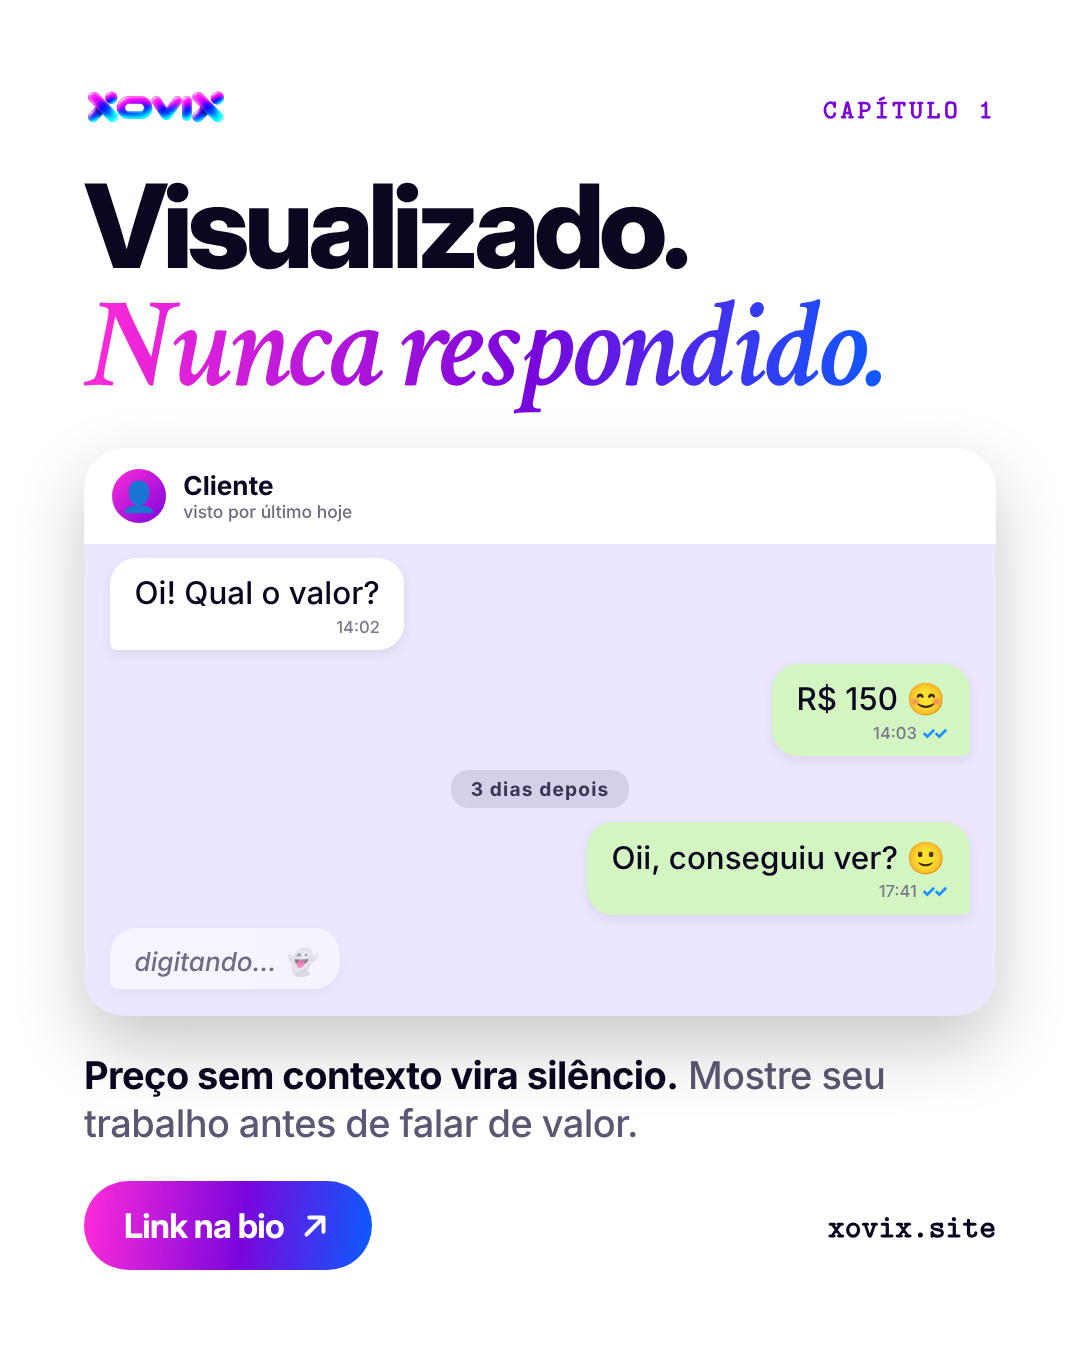 XOVIX
CAPÍTULO 1
Visualizado.
Nunca respondido.
Cliente
visto por último hoje
Oi! Qual o valor?
14:02
R$ 150 😊
14:03
3 dias depois
Oii, conseguiu ver? 🙂
17:41
digitando... 👻
Preço sem contexto vira silêncio. Mostre seu
trabalho antes de falar de valor.
Link na bio
xovix.site